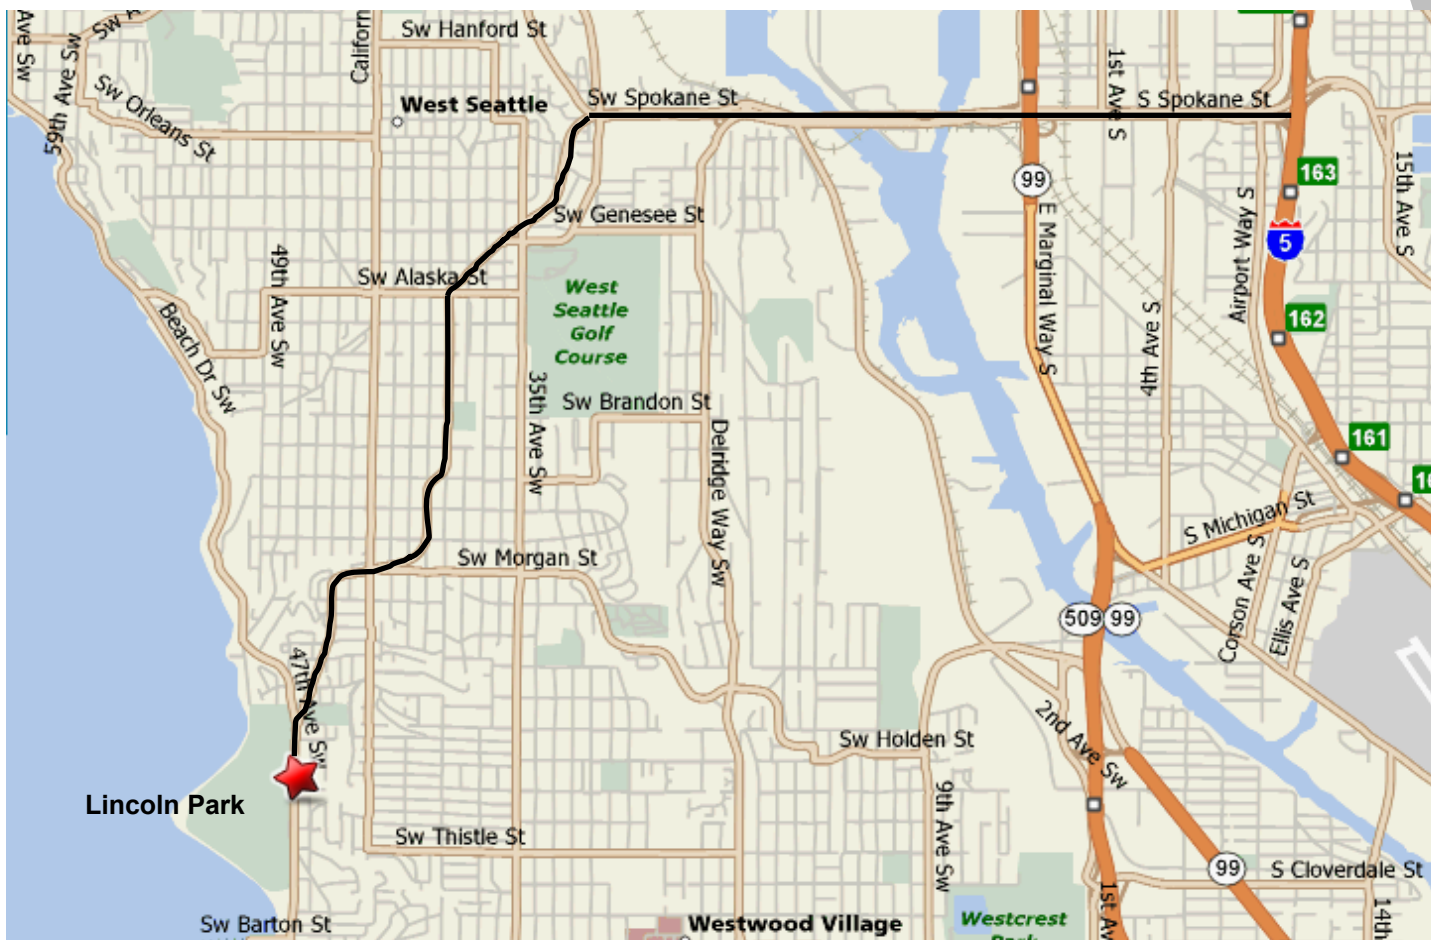 Ave Sw
59th Ave Sw
Sw A
Californ
Sw Hanford St
Sw Orleans St
West Seattle
Sw Spokane St
1st Ave S
S Spokane St
163
15th Ave S
99
Sw Genesee St
E Marginal Way S
Airport Way S
5
49th Ave Sw
Sw Alaska St
West
Seattle
Golf
Course
4th Ave S
162
Beach Dr Sw
35th Ave Sw
Sw Brandon St
Delridge Way Sw
161
S Michigan St
Sw Morgan St
Corson Ave S
Ellis Ave S
509
99
47th Ave Sw
2nd Ave Sw
Sw Holden St
Lincoln Park
9th Ave Sw
Sw Thistle St
99
S Cloverdale St
1st Av
14th
Sw Barton St
Westwood Village
Westcrest